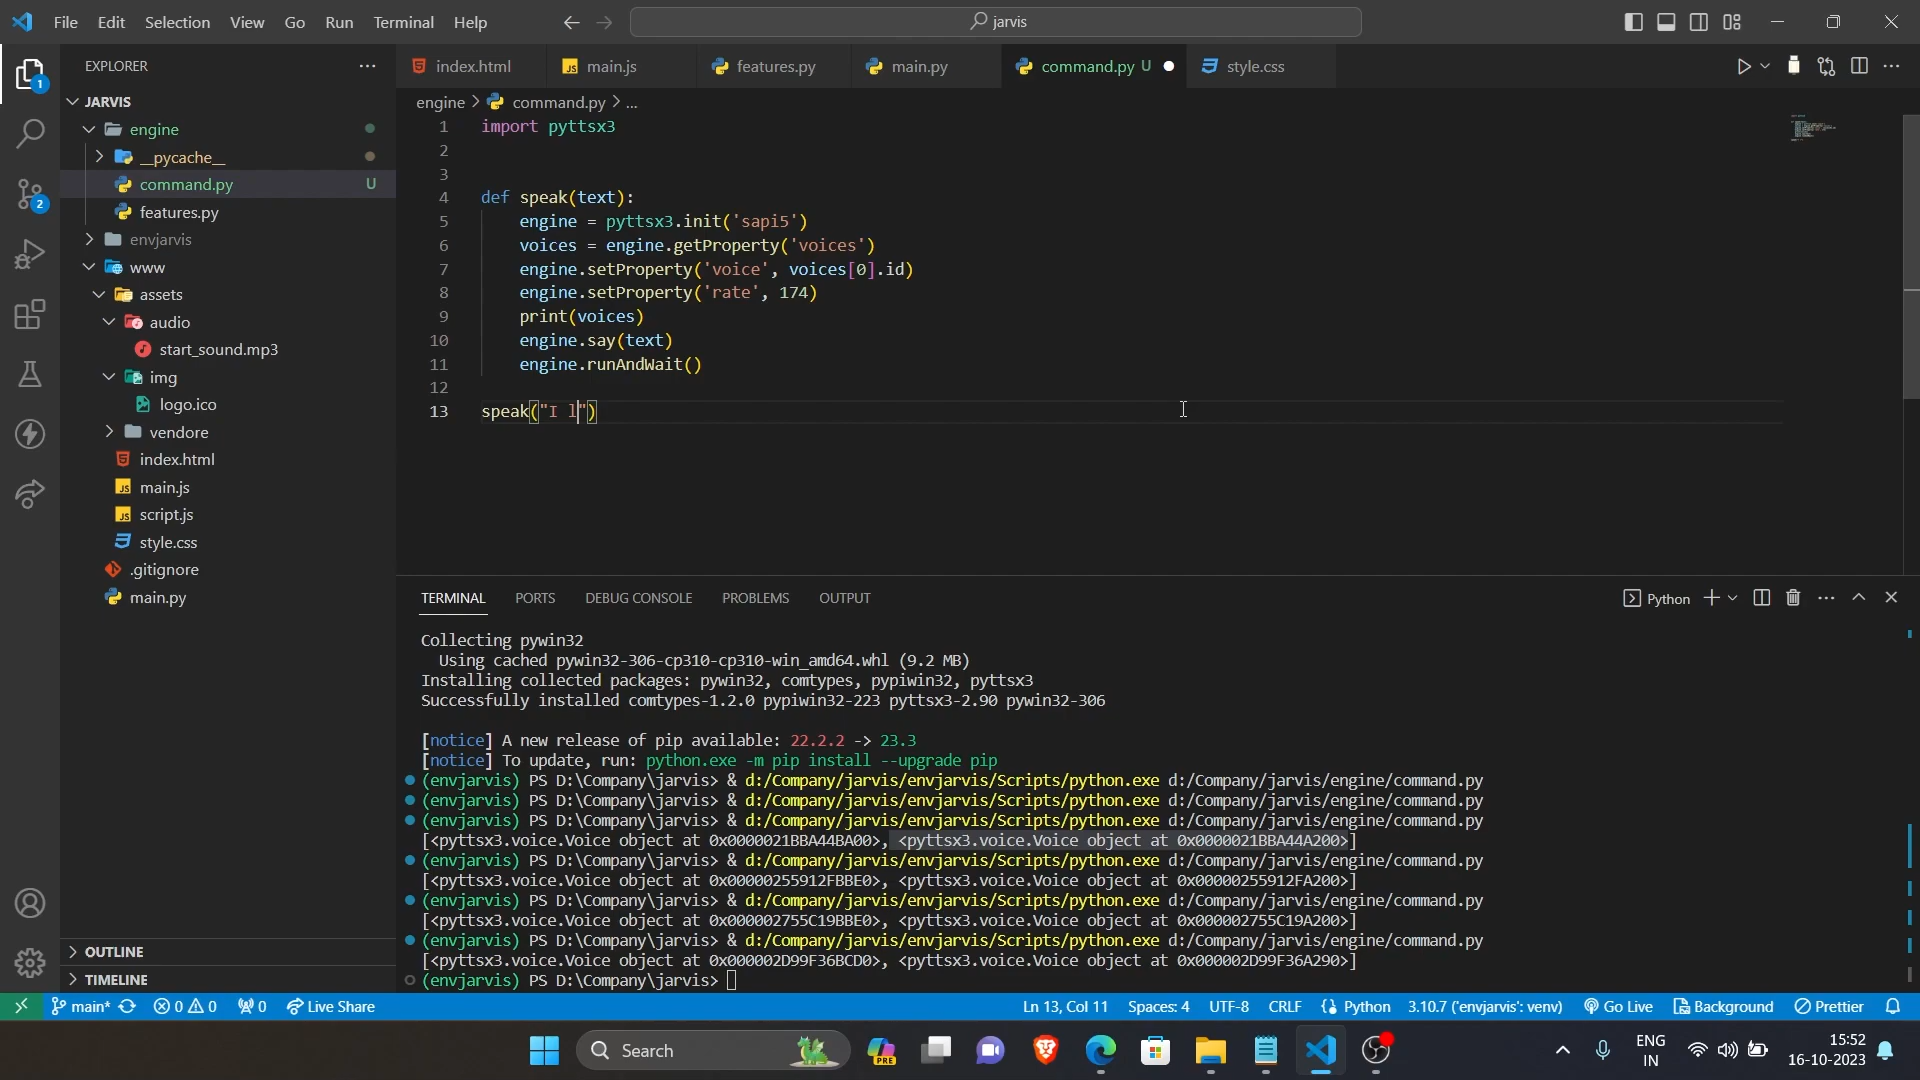 File Edit Selection View Go Run Terminal Help
jarvis
EXPLORER
1
index.html
main.js
features.py
main.py
command.py U
style.css
JARVIS
engine > command.py > ...
engine
__pycache__
command.py U
features.py
envjarvis
www
assets
audio
start_sound.mp3
img
logo.ico
vendore
index.html
main.js
script.js
style.css
.gitignore
main.py
2
1 import pyttsx3
2
3
4 def speak(text):
5 engine = pyttsx3.init('sapi5')
6 voices = engine.getProperty('voices')
7 engine.setProperty('voice', voices[0].id)
8 engine.setProperty('rate', 174)
9 print(voices)
10 engine.say(text)
11 engine.runAndWait()
12
13 speak("I l")
TERMINAL PORTS DEBUG CONSOLE PROBLEMS OUTPUT
Python
Collecting pywin32
Using cached pywin32-306-cp310-cp310-win_amd64.whl (9.2 MB)
Installing collected packages: pywin32, comtypes, pypiwin32, pyttsx3
Successfully installed comtypes-1.2.0 pypiwin32-223 pyttsx3-2.90 pywin32-306
[notice] A new release of pip available: 22.2.2 -> 23.3
[notice] To update, run: python.exe -m pip install --upgrade pip
(envjarvis) PS D:\Company\jarvis> & d:/Company/jarvis/envjarvis/Scripts/python.exe d:/Company/jarvis/engine/command.py
(envjarvis) PS D:\Company\jarvis> & d:/Company/jarvis/envjarvis/Scripts/python.exe d:/Company/jarvis/engine/command.py
(envjarvis) PS D:\Company\jarvis> & d:/Company/jarvis/envjarvis/Scripts/python.exe d:/Company/jarvis/engine/command.py
[<pyttsx3.voice.Voice object at 0x0000021BBA44BA00>, <pyttsx3.voice.Voice object at 0x0000021BBA44A200>]
(envjarvis) PS D:\Company\jarvis> & d:/Company/jarvis/envjarvis/Scripts/python.exe d:/Company/jarvis/engine/command.py
[<pyttsx3.voice.Voice object at 0x00000255912FBBE0>, <pyttsx3.voice.Voice object at 0x00000255912FA200>]
(envjarvis) PS D:\Company\jarvis> & d:/Company/jarvis/envjarvis/Scripts/python.exe d:/Company/jarvis/engine/command.py
[<pyttsx3.voice.Voice object at 0x000002755C19BBE0>, <pyttsx3.voice.Voice object at 0x000002755C19A200>]
(envjarvis) PS D:\Company\jarvis> & d:/Company/jarvis/envjarvis/Scripts/python.exe d:/Company/jarvis/engine/command.py
[<pyttsx3.voice.Voice object at 0x000002D99F36BCD0>, <pyttsx3.voice.Voice object at 0x000002D99F36A290>]
(envjarvis) PS D:\Company\jarvis>
OUTLINE
TIMELINE
main* 0 0 0 Live Share
Ln 13, Col 11 Spaces: 4 UTF-8 CRLF Python 3.10.7 ('envjarvis': venv) Go Live Background Prettier
Search
PRE
ENG
IN
15:52
16-10-2023